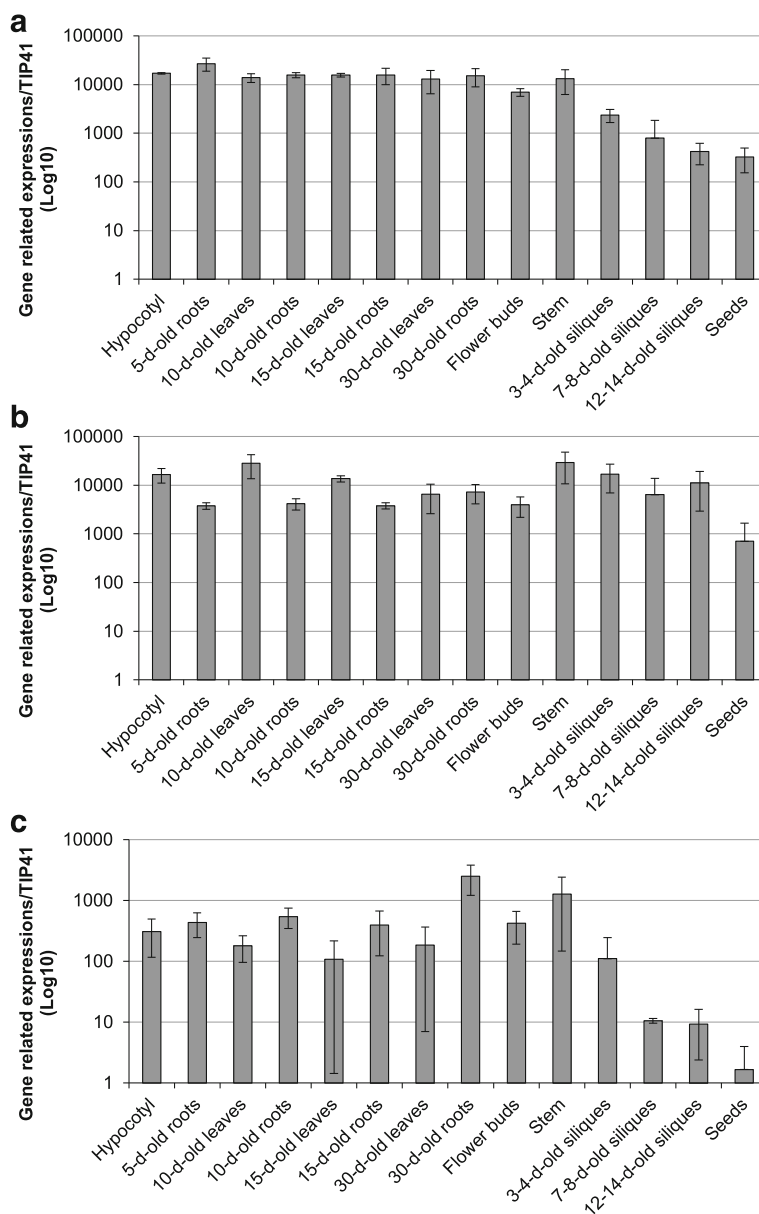 a
Gene related expressions/TIP41
(Log10)
100000
10000
1000
100
10
1
Hypocotyl
5-d-old roots
10-d-old leaves
10-d-old roots
15-d-old leaves
15-d-old roots
30-d-old leaves
30-d-old roots
Flower buds
Stem
3-4-d-old siliques
7-8-d-old siliques
12-14-d-old siliques
Seeds
b
Gene related expressions/TIP41
(Log10)
100000
10000
1000
100
10
1
Hypocotyl
5-d-old roots
10-d-old leaves
10-d-old roots
15-d-old leaves
15-d-old roots
30-d-old leaves
30-d-old roots
Flower buds
Stem
3-4-d-old siliques
7-8-d-old siliques
12-14-d-old siliques
Seeds
c
Gene related expressions/TIP41
(Log10)
10000
1000
100
10
1
Hypocotyl
5-d-old roots
10-d-old leaves
10-d-old roots
15-d-old leaves
15-d-old roots
30-d-old leaves
30-d-old roots
Flower buds
Stem
3-4-d-old siliques
7-8-d-old siliques
12-14-d-old siliques
Seeds